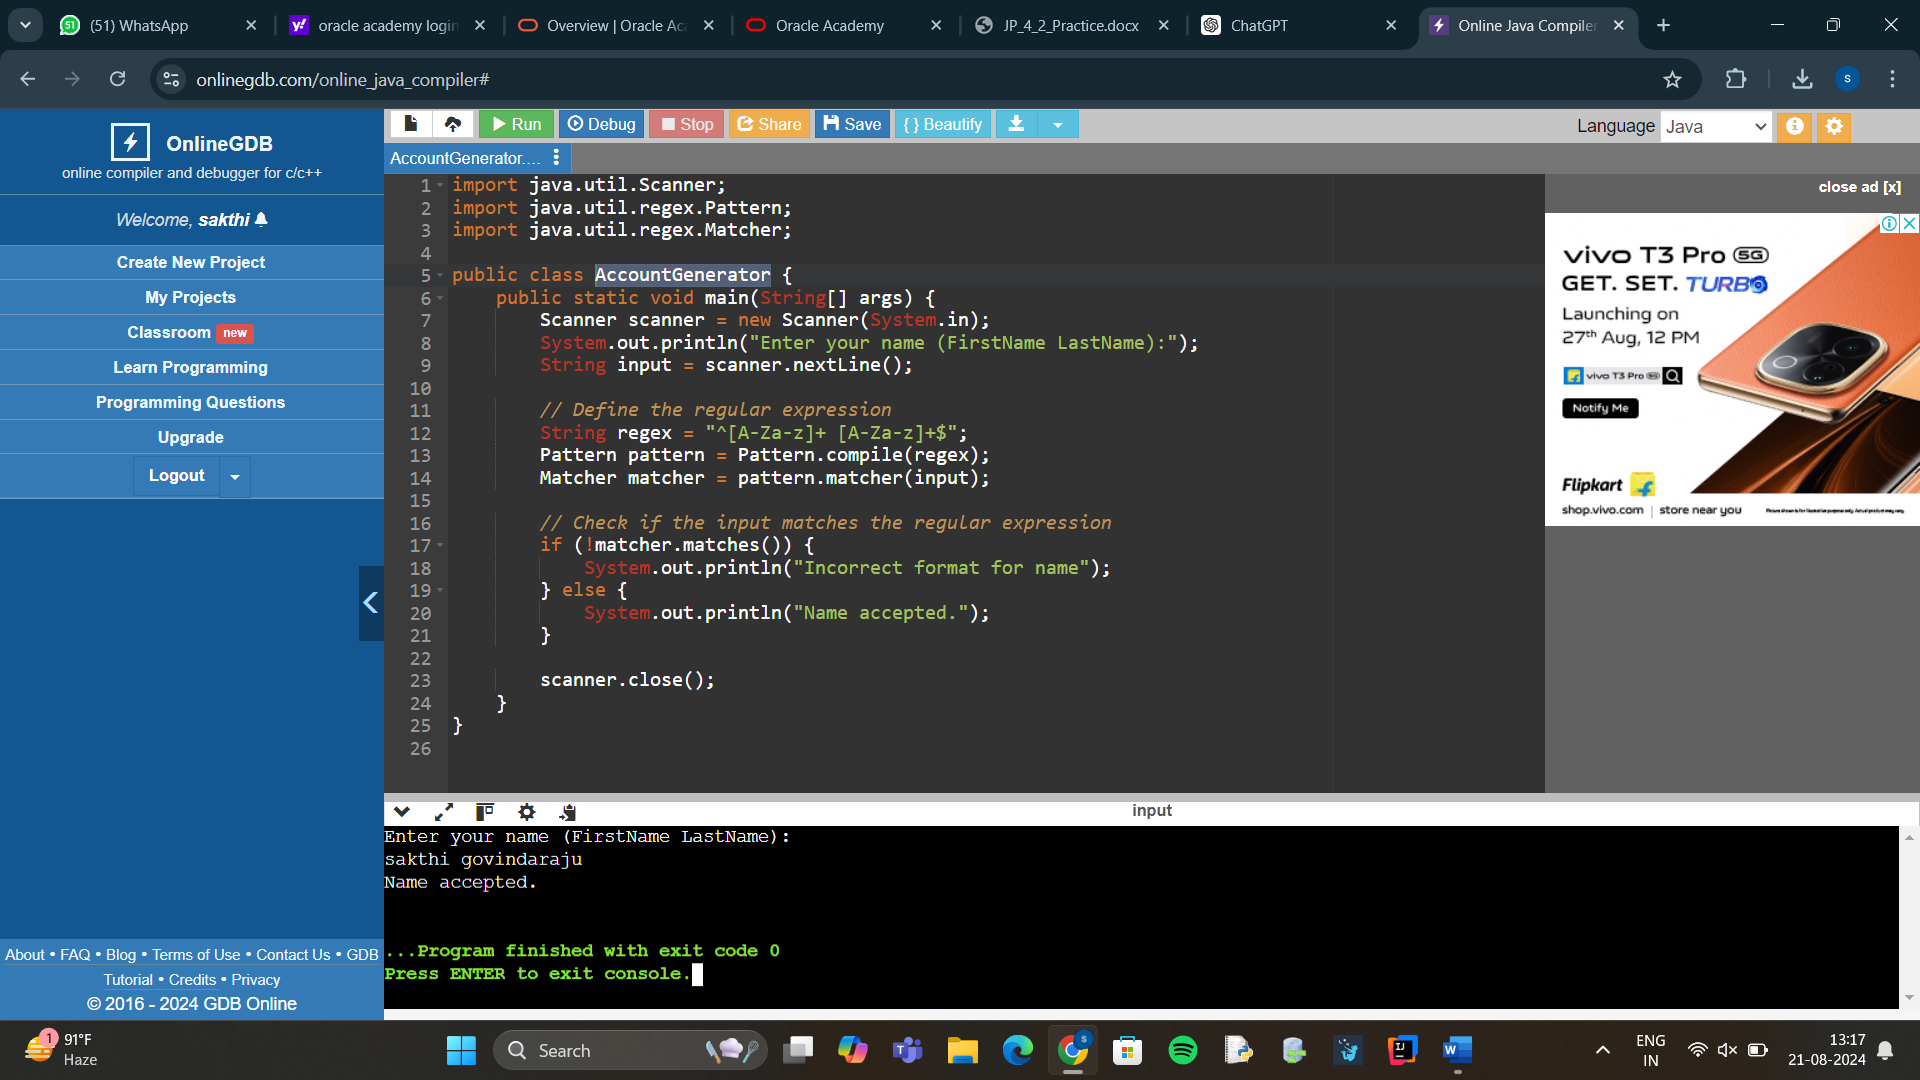 (51) WhatsApp
oracle academy login
Overview | Oracle Aca
Oracle Academy
JP_4_2_Practice.docx
ChatGPT
Online Java Compiler
onlinegdb.com/online_java_compiler#
S
OnlineGDB
online compiler and debugger for c/c++
Welcome, sakthi
Create New Project
My Projects
Classroom new
Learn Programming
Programming Questions
Upgrade
Logout
About • FAQ • Blog • Terms of Use • Contact Us • GDB
Tutorial • Credits • Privacy
© 2016 - 2024 GDB Online
Run
Debug
Stop
Share
Save
{ } Beautify
Language Java
AccountGenerator....
1 import java.util.Scanner;
2 import java.util.regex.Pattern;
3 import java.util.regex.Matcher;
4
5 public class AccountGenerator {
6 public static void main(String[] args) {
7 Scanner scanner = new Scanner(System.in);
8 System.out.println("Enter your name (FirstName LastName):");
9 String input = scanner.nextLine();
10
11 // Define the regular expression
12 String regex = "^[A-Za-z]+ [A-Za-z]+$";
13 Pattern pattern = Pattern.compile(regex);
14 Matcher matcher = pattern.matcher(input);
15
16 // Check if the input matches the regular expression
17 if (!matcher.matches()) {
18 System.out.println("Incorrect format for name");
19 } else {
20 System.out.println("Name accepted.");
21 }
22
23 scanner.close();
24 }
25 }
26
close ad [x]
vivo T3 Pro 5G
GET. SET. TURBO
Launching on
27th Aug, 12 PM
vivo T3 Pro 5G
Notify Me
Flipkart
shop.vivo.com | store near you
input
Enter your name (FirstName LastName):
sakthi govindaraju
Name accepted.
...Program finished with exit code 0
Press ENTER to exit console.
1
91°F
Haze
Search
ENG
IN
13:17
21-08-2024